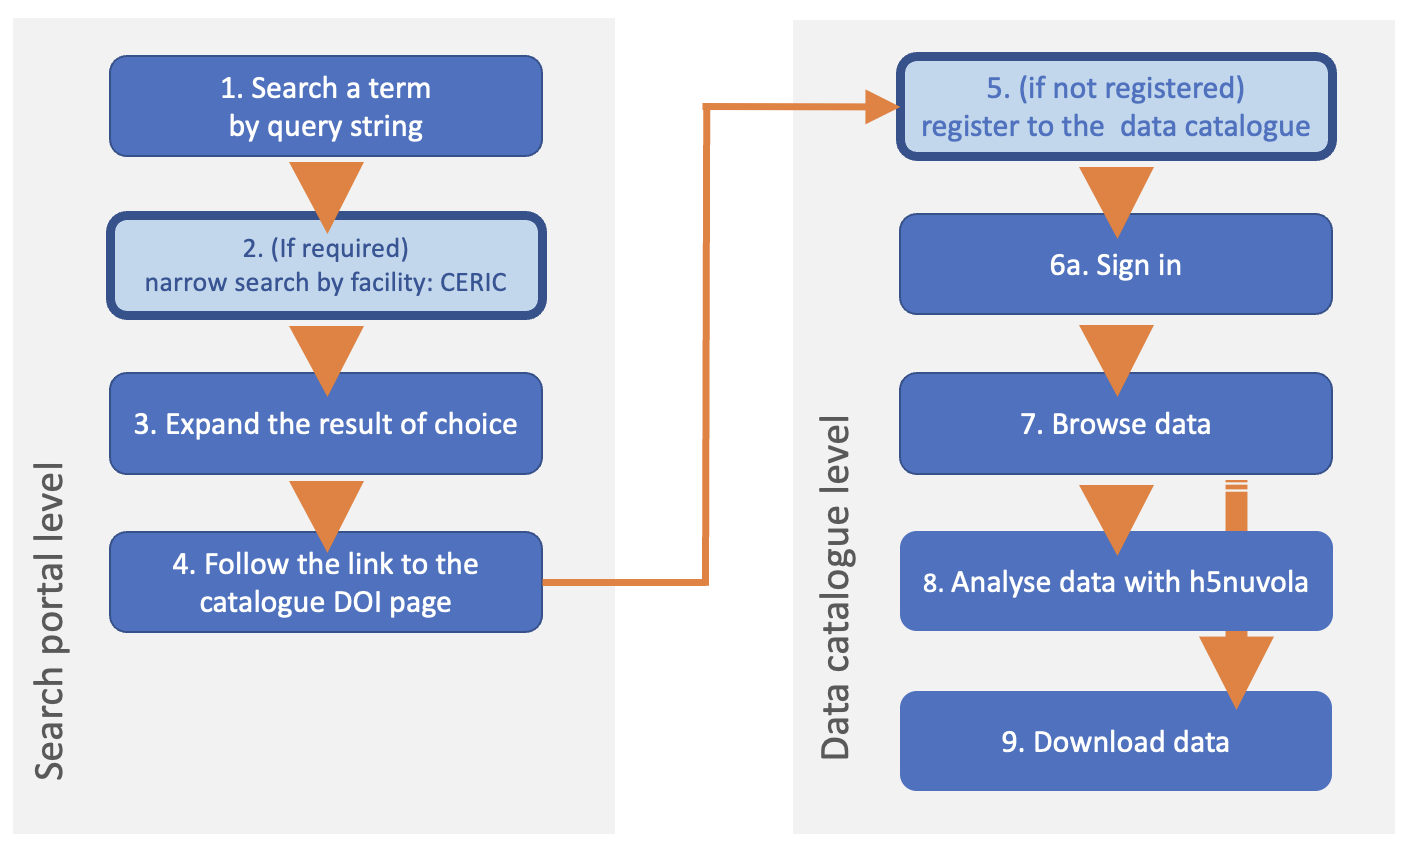 1. Search a term
by query string
2. (If required)
narrow search by facility: CERIC
3. Expand the result of choice
4. Follow the link to the
catalogue DOI page
Search portal level
5. (if not registered)
register to the  data catalogue
6a. Sign in
7. Browse data
8. Analyse data with h5nuvola
9. Download data
Data catalogue level